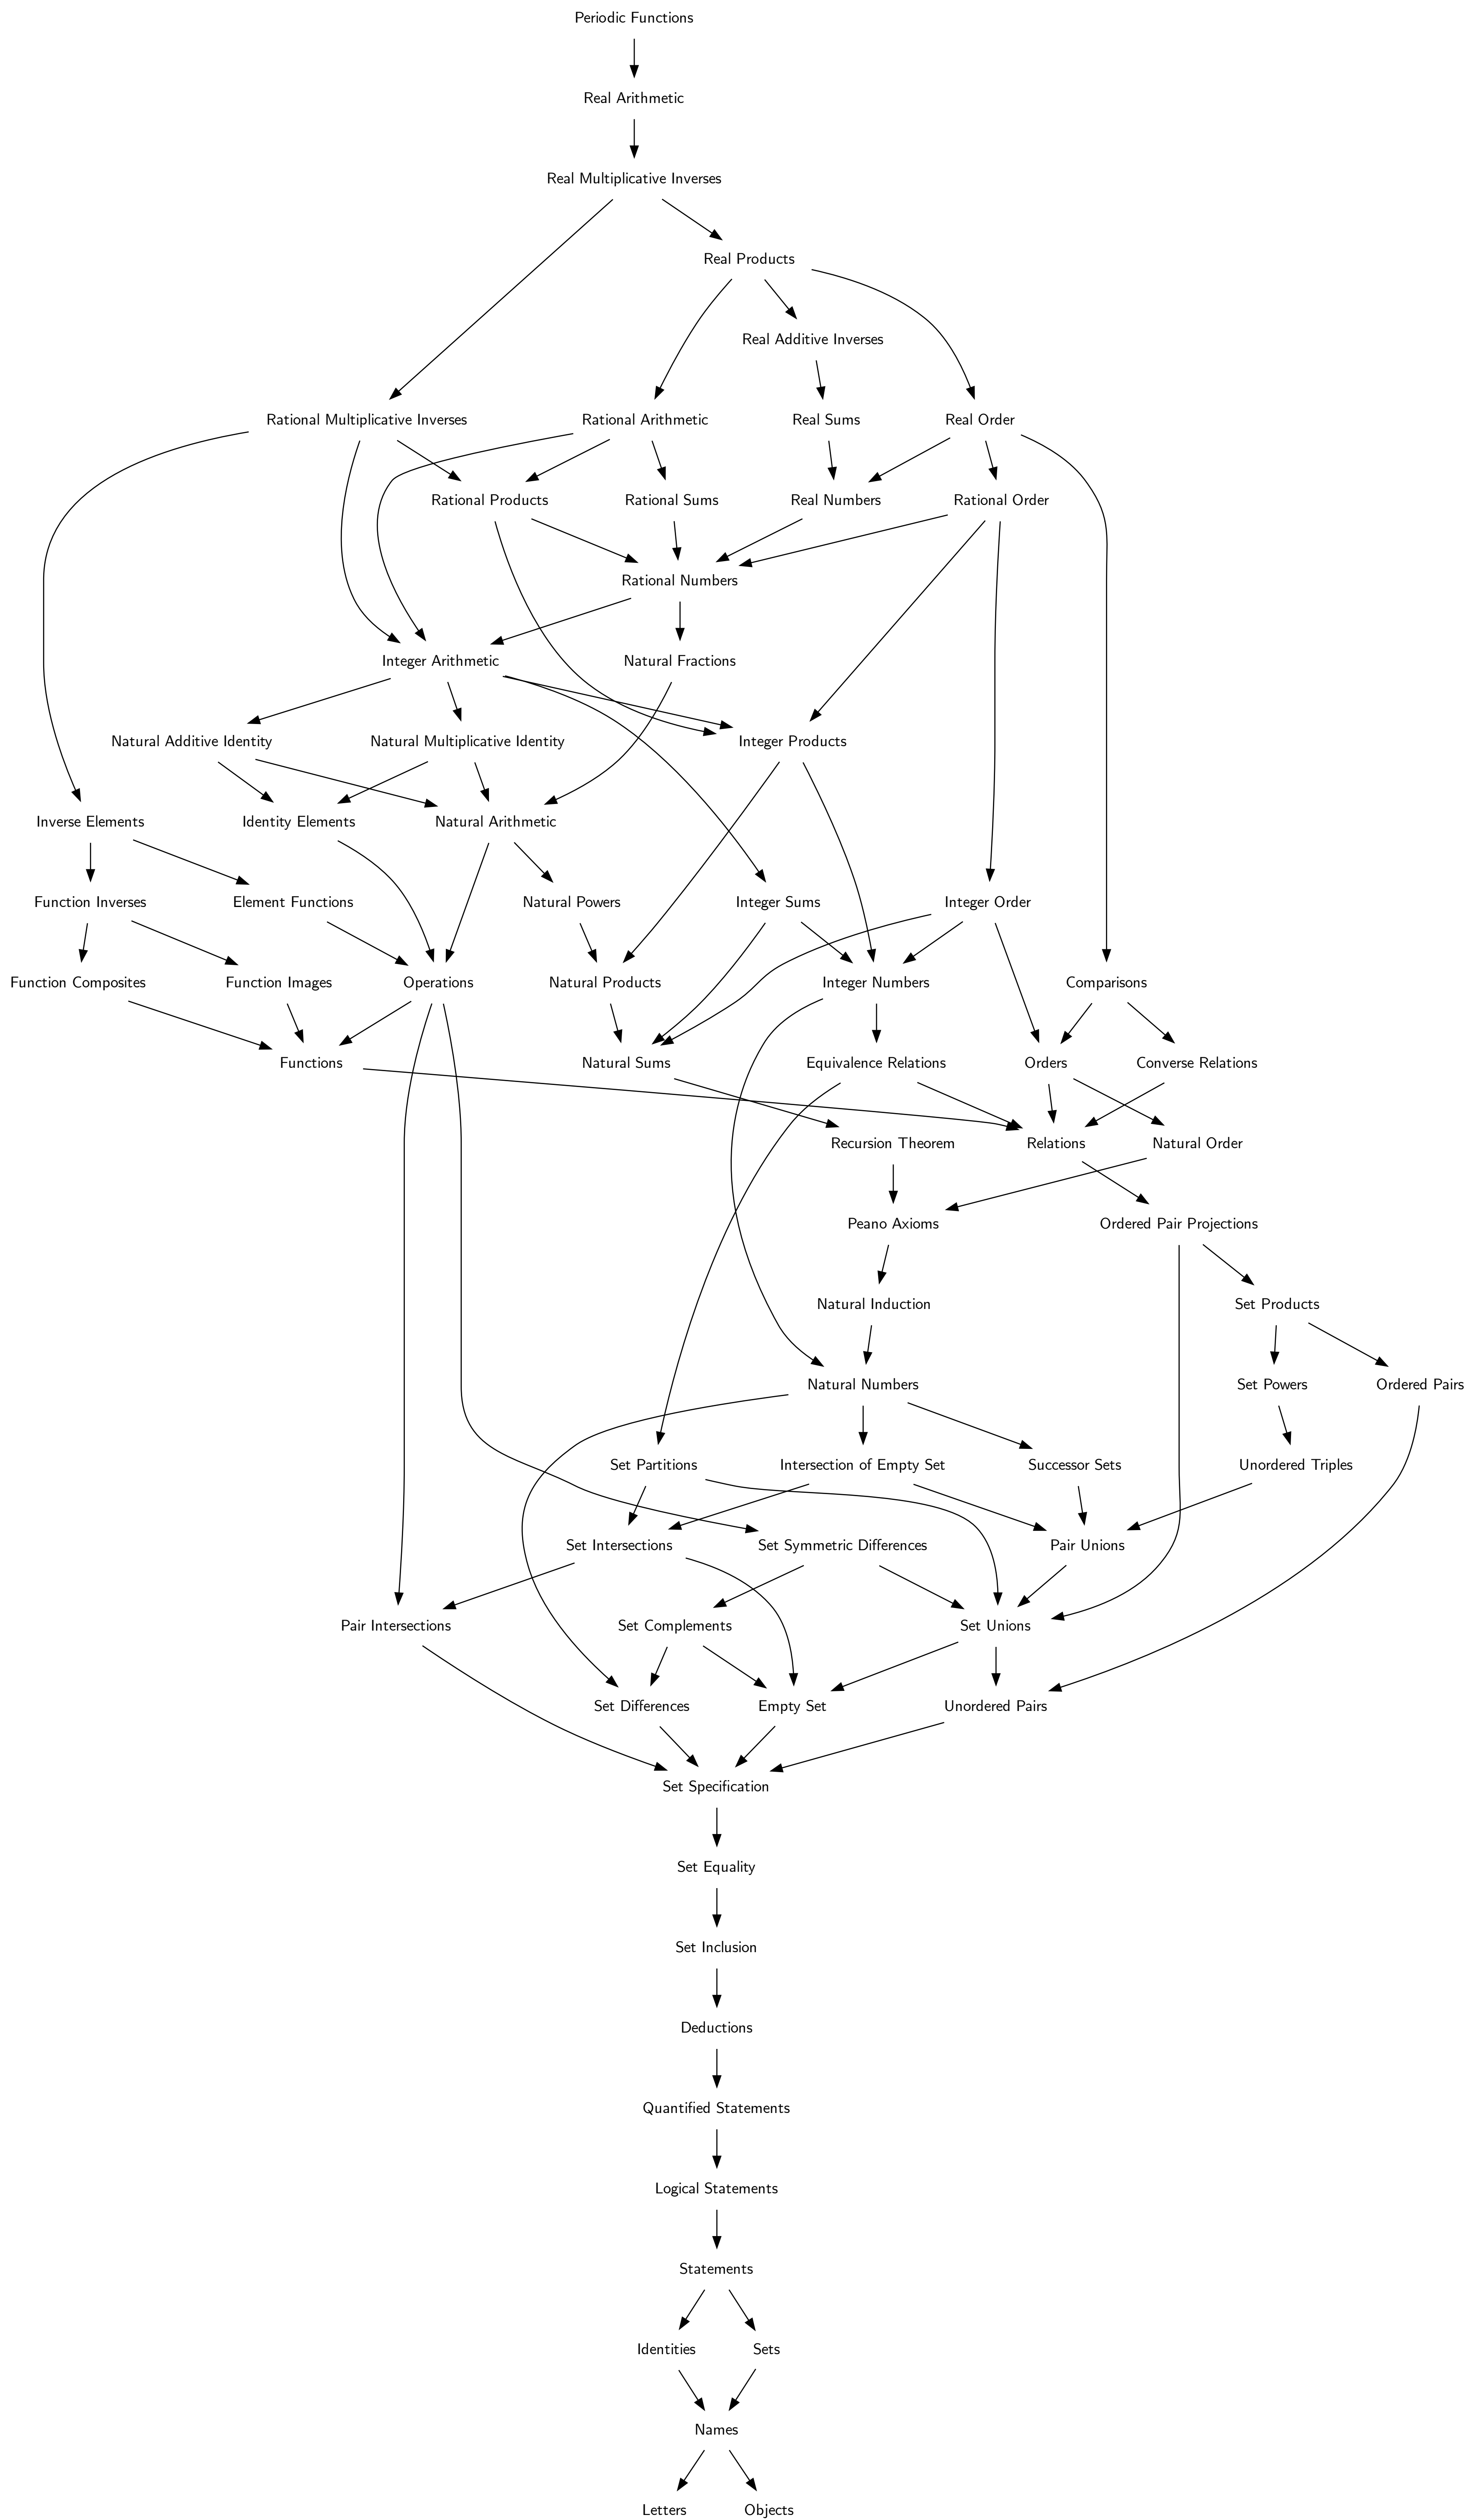 Periodic Functions
Real Arithmetic
Real Multiplicative Inverses
Real Products
Real Additive Inverses
Rational Multiplicative Inverses
Rational Arithmetic
Real Sums
Real Order
Rational Products
Rational Sums
Real Numbers
Rational Order
Rational Numbers
Integer Arithmetic
Natural Fractions
Natural Additive Identity
Natural Multiplicative Identity
Integer Products
Inverse Elements
Identity Elements
Natural Arithmetic
Function Inverses
Element Functions
Natural Powers
Integer Sums
Integer Order
Function Composites
Function Images
Operations
Natural Products
Integer Numbers
Comparisons
Functions
Natural Sums
Equivalence Relations
Orders
Converse Relations
Recursion Theorem
Relations
Natural Order
Peano Axioms
Ordered Pair Projections
Natural Induction
Set Products
Natural Numbers
Set Powers
Ordered Pairs
Set Partitions
Intersection of Empty Set
Successor Sets
Unordered Triples
Set Intersections
Set Symmetric Differences
Pair Unions
Pair Intersections
Set Complements
Set Unions
Set Differences
Empty Set
Unordered Pairs
Set Specification
Set Equality
Set Inclusion
Deductions
Quantified Statements
Logical Statements
Statements
Identities
Sets
Names
Letters
Objects